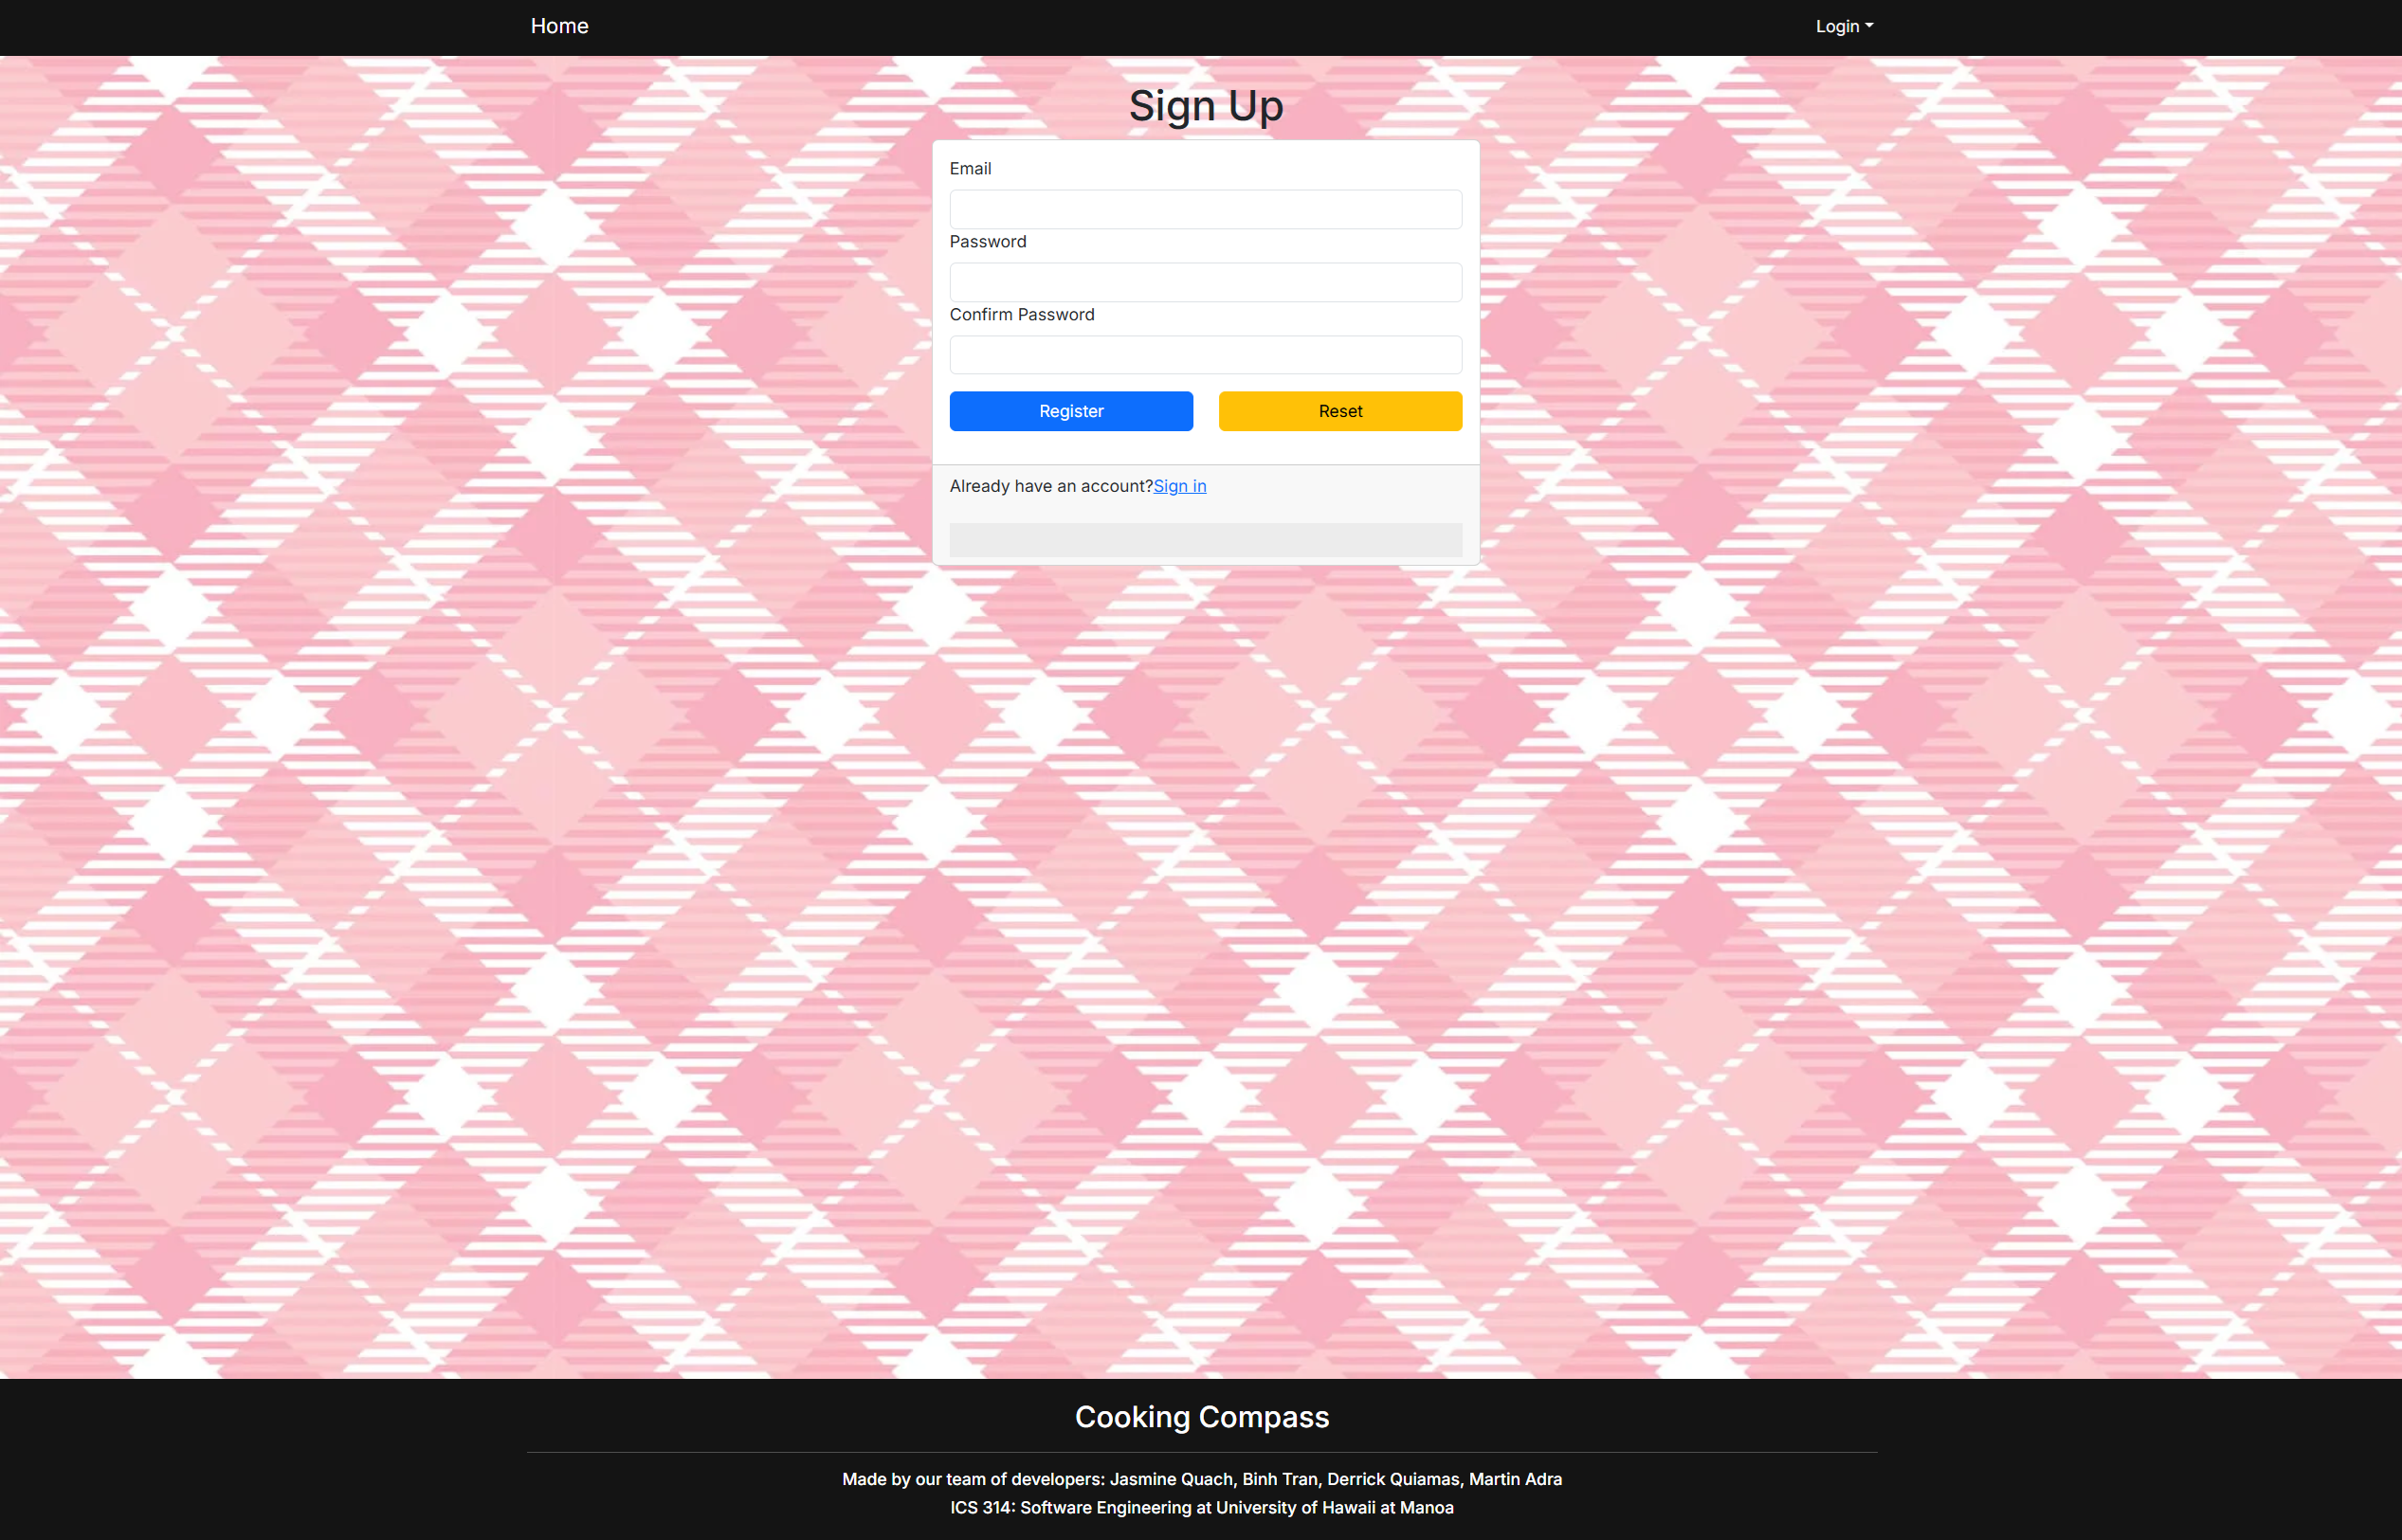 Home
Login
Sign Up
Email
Password
Confirm Password
Register
Reset
Already have an account?Sign in
Cooking Compass
Made by our team of developers: Jasmine Quach, Binh Tran, Derrick Quiamas, Martin Adra
ICS 314: Software Engineering at University of Hawaii at Manoa